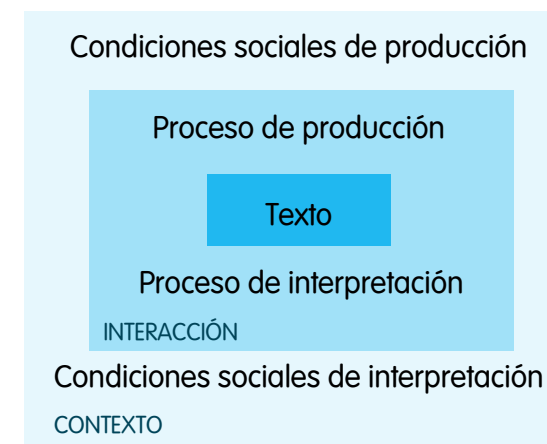 Condiciones sociales de producción
Proceso de producción
Texto
Proceso de interpretación
INTERACCIÓN
Condiciones sociales de interpretación
CONTEXTO